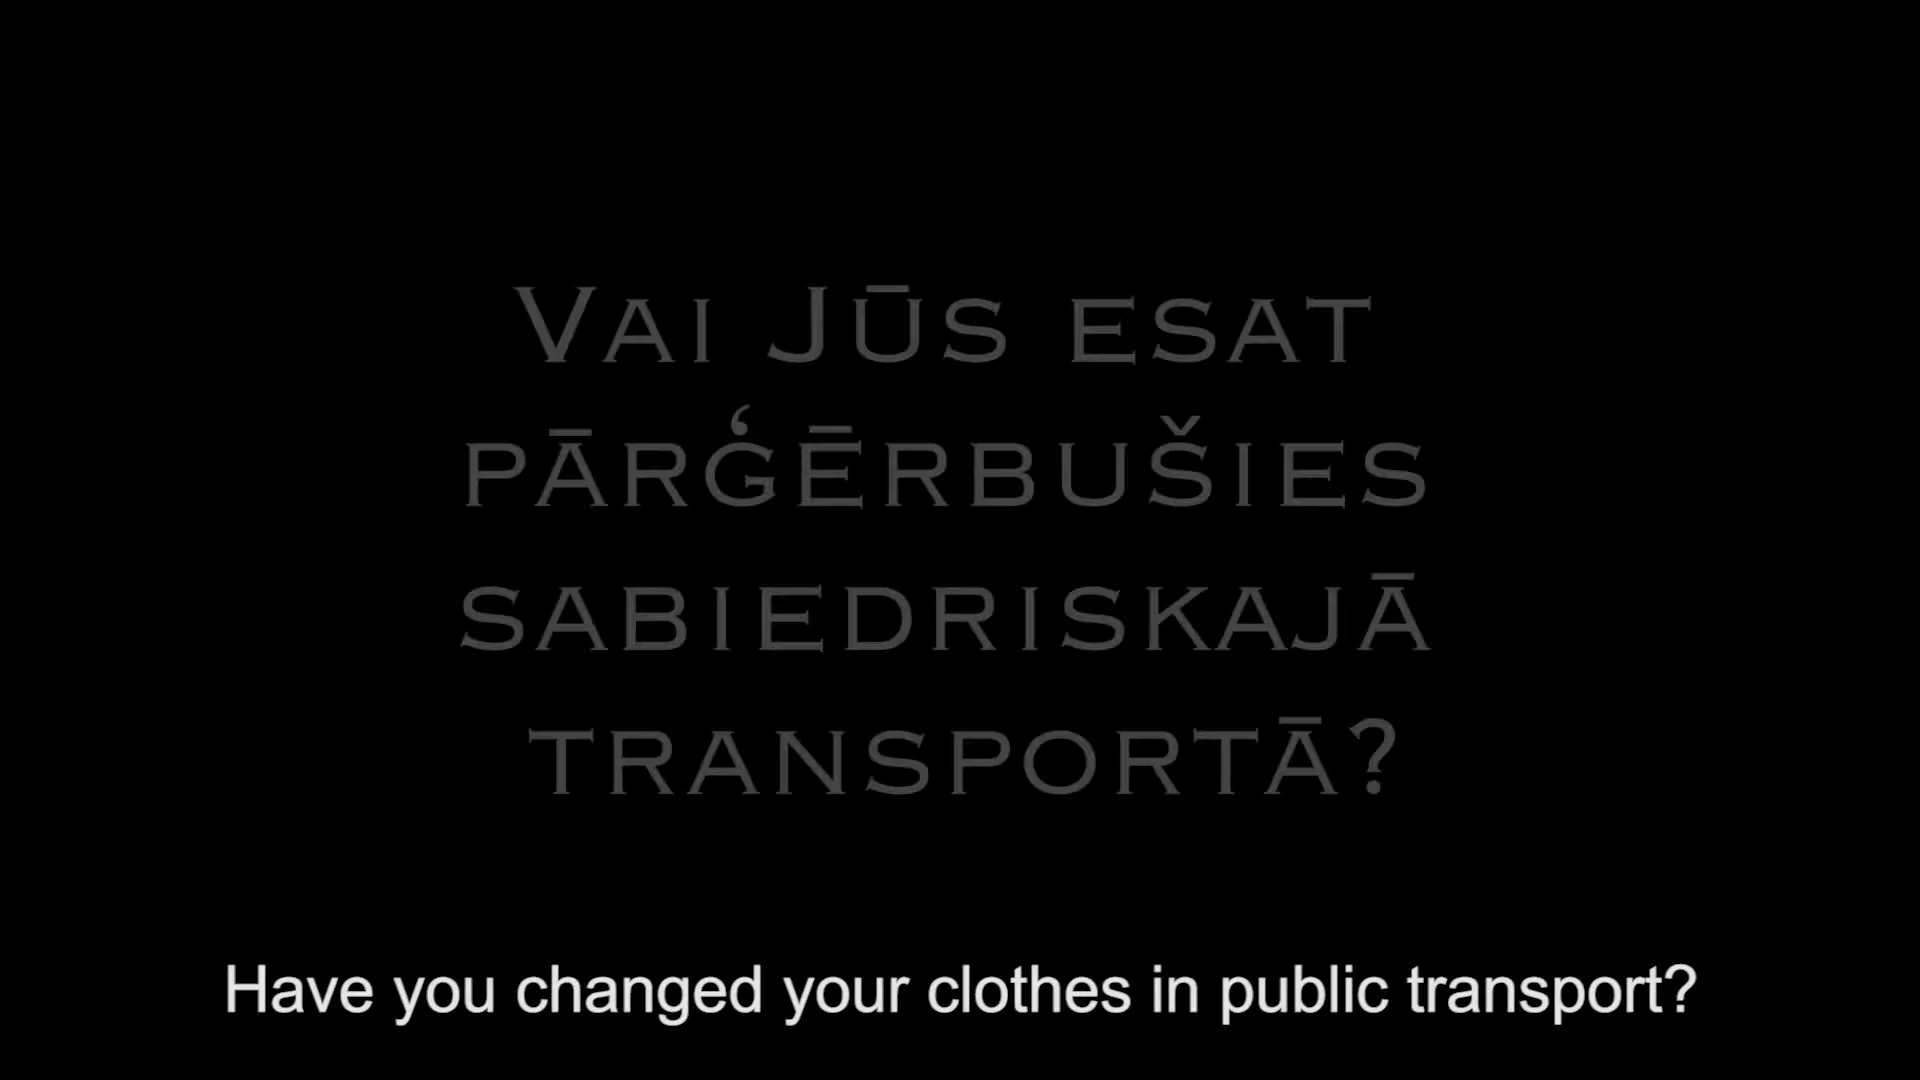 Vai Jūs esat
pārģērbušies
sabiedriskajā
transportā?
Have you changed your clothes in public transport?